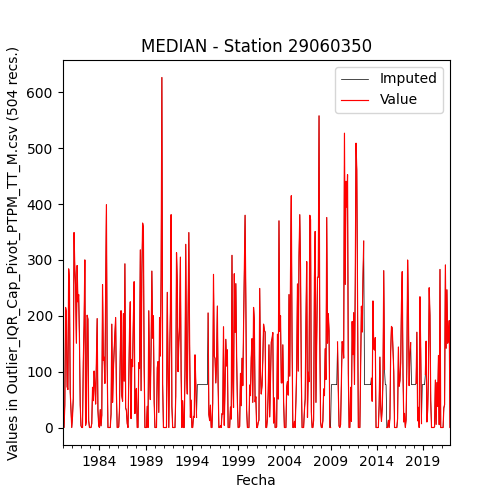 MEDIAN - Station 29060350
Imputed
Value
600
500
400
300
200
100
0
1984 1989 1994 1999 2004 2009 2014 2019
Fecha
Values in Outlier_IQR_Cap_Pivot_PTPM_TT_M.csv (504 recs.)